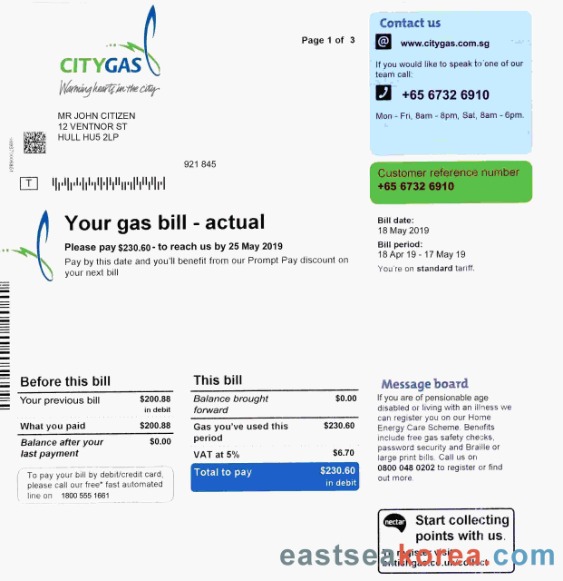 Page 1 of 3
CITYGAS
Warming hearts in the city
MR JOHN CITIZEN
12 VENTNOR ST
HULL HU5 2LP
921 845
T
Contact us
@ www.citygas.com.sg
If you would like to speak to one of our
team call:
+65 6732 6910
Mon - Fri, 8am - 8pm, Sat, 8am - 6pm.
Customer reference number
+65 6732 6910
Your gas bill - actual
Please pay $230.60 - to reach us by 25 May 2019
Pay by this date and you'll benefit from our Prompt Pay discount on
your next bill
Bill date:
18 May 2019
Bill period:
18 Apr 19 - 17 May 19
You're on standard tariff.
Before this bill
Your previous bill $200.88
in debit
What you paid $200.88
Balance after your $0.00
last payment
To pay your bill by debit/credit card,
please call our free* fast automated
line on 1800 555 1661
This bill
Balance brought $0.00
forward
Gas you've used this $230.60
period
VAT at 5% $6.70
Total to pay $230.60
in debit
Message board
If you are of pensionable age
disabled or living with an illness we
can register you on our Home
Energy Care Scheme. Benefits
include free gas safety checks,
password security and Braille or
large print bills. Call us on
0800 048 0202 to register or find
out more.
nectar
Start collecting
points with us.
eastseakorea.com